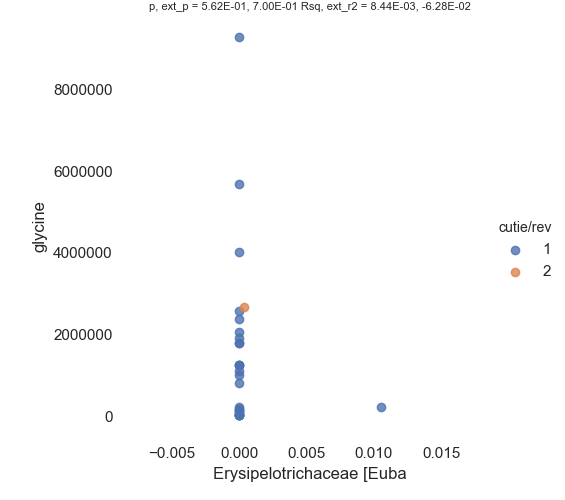 p, ext_p = 5.62E-01, 7.00E-01 Rsq, ext_r2 = 8.44E-03, -6.28E-02
8000000
6000000
4000000
2000000
0
glycine
−0.005 0.000 0.005 0.010 0.015
Erysipelotrichaceae [Euba
cutie/rev
1
2